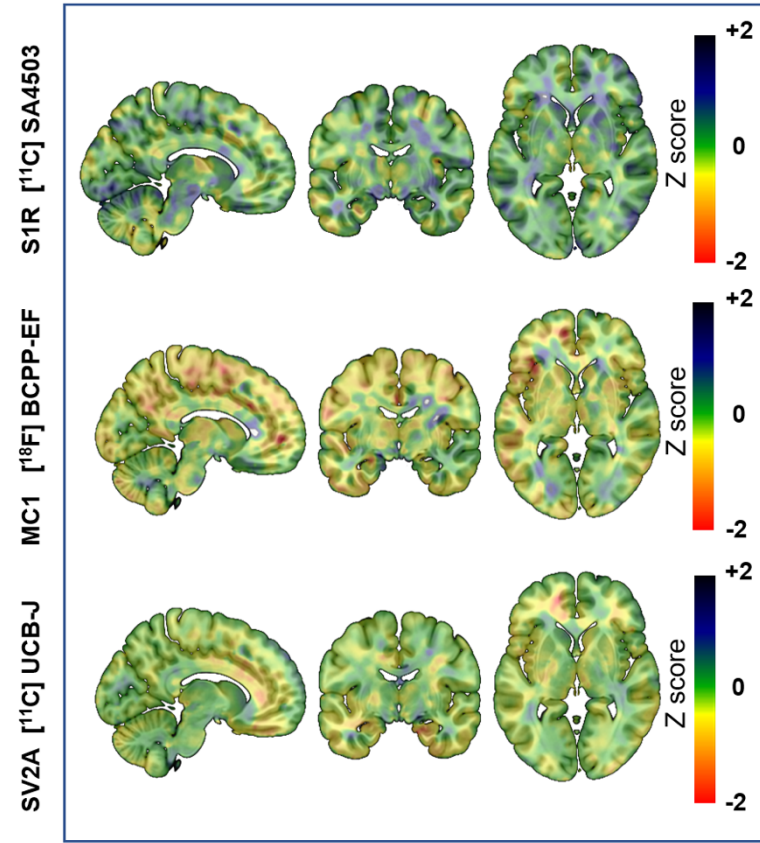 S1R [¹¹C] SA4503
+2
0
-2
Z score
MC1 [¹⁸F] BCPP-EF
+2
0
-2
Z score
SV2A [¹¹C] UCB-J
+2
0
-2
Z score